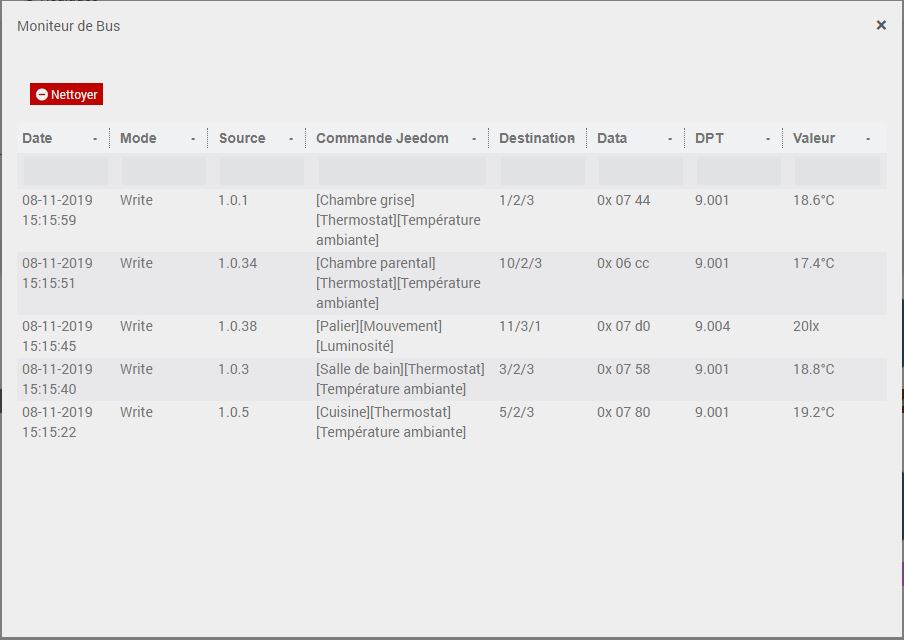 Moniteur de Bus ×
Nettoyer
Date - Mode - Source - Commande Jeedom - Destination - Data - DPT - Valeur -
08-11-2019 Write 1.0.1 [Chambre grise] 1/2/3 0x 07 44 9.001 18.6°C
15:15:59 [Thermostat][Température
ambiante]
08-11-2019 Write 1.0.34 [Chambre parental] 10/2/3 0x 06 cc 9.001 17.4°C
15:15:51 [Thermostat][Température
ambiante]
08-11-2019 Write 1.0.38 [Palier][Mouvement] 11/3/1 0x 07 d0 9.004 20lx
15:15:45 [Luminosité]
08-11-2019 Write 1.0.3 [Salle de bain][Thermostat] 3/2/3 0x 07 58 9.001 18.8°C
15:15:40 [Température ambiante]
08-11-2019 Write 1.0.5 [Cuisine][Thermostat] 5/2/3 0x 07 80 9.001 19.2°C
15:15:22 [Température ambiante]